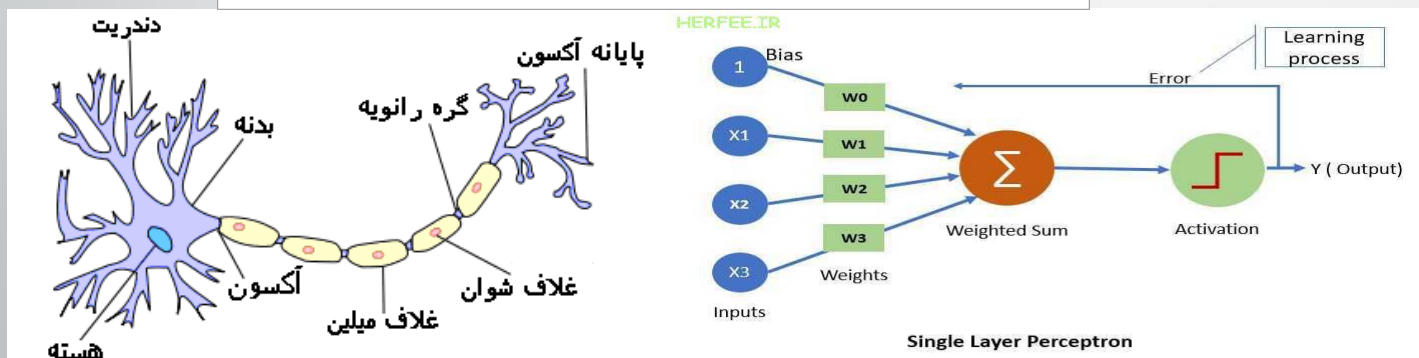 دندریت
پایانه آکسون
گره رانویه
بدنه
آکسون
غلاف شوان
غلاف میلین
هسته
HERFEE.IR
Learning
process
Error
1
Bias
W0
X1
W1
X2
W2
W3
X3
Σ
Weighted Sum
Activation
Y ( Output)
Weights
Inputs
Single Layer Perceptron